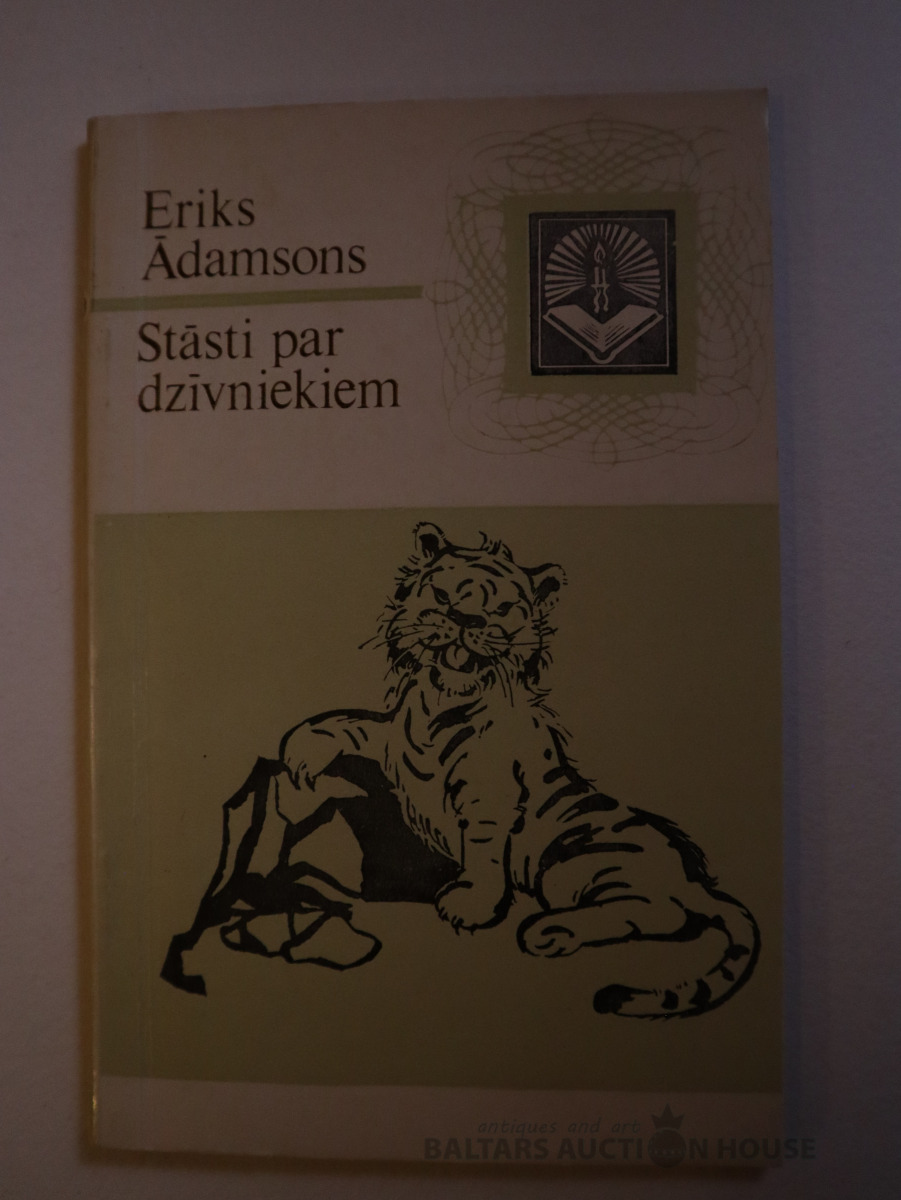 Eriks
Ādamsons
Stāsti par
dzīvniekiem
antiques and art
BALTARS AUCTION HOUSE